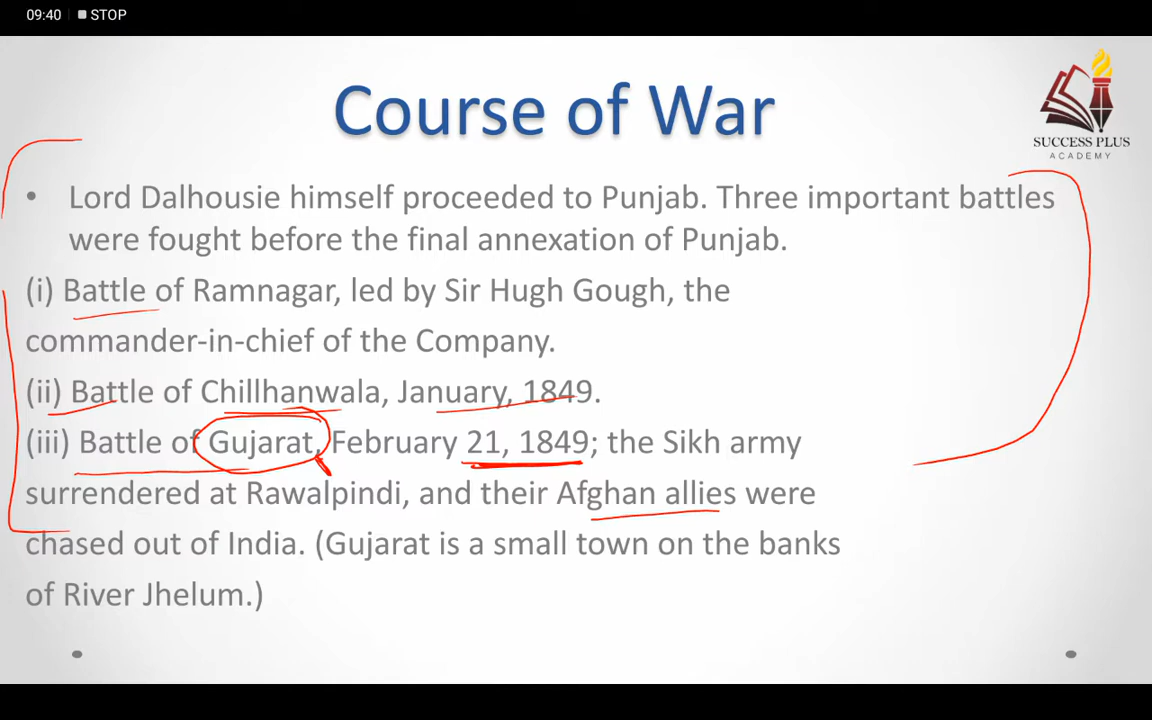 09:40 STOP
SUCCESS PLUS
ACADEMY
Course of War
• Lord Dalhousie himself proceeded to Punjab. Three important battles
were fought before the final annexation of Punjab.
(i) Battle of Ramnagar, led by Sir Hugh Gough, the
commander-in-chief of the Company.
(ii) Battle of Chillhanwala, January, 1849.
(iii) Battle of Gujarat, February 21, 1849; the Sikh army
surrendered at Rawalpindi, and their Afghan allies were
chased out of India. (Gujarat is a small town on the banks
of River Jhelum.)